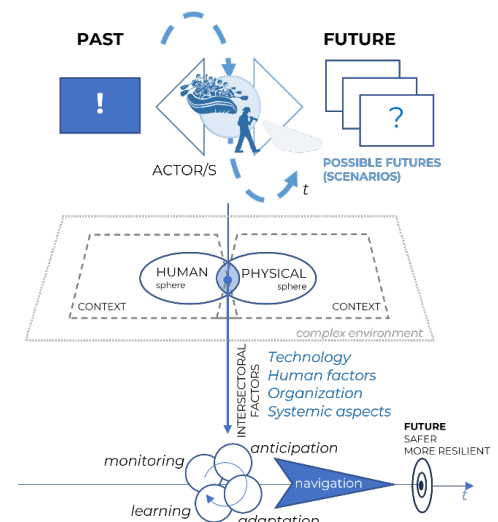 PAST
FUTURE
!
?
ACTOR/S
POSSIBLE FUTURES
(SCENARIOS)
t
HUMAN
sphere
PHYSICAL
sphere
CONTEXT
CONTEXT
complex environment
INTERSECTORAL
FACTORS
Technology
Human factors
Organization
Systemic aspects
FUTURE
SAFER
MORE RESILIENT
anticipation
monitoring
navigation
t
learning
adaptation